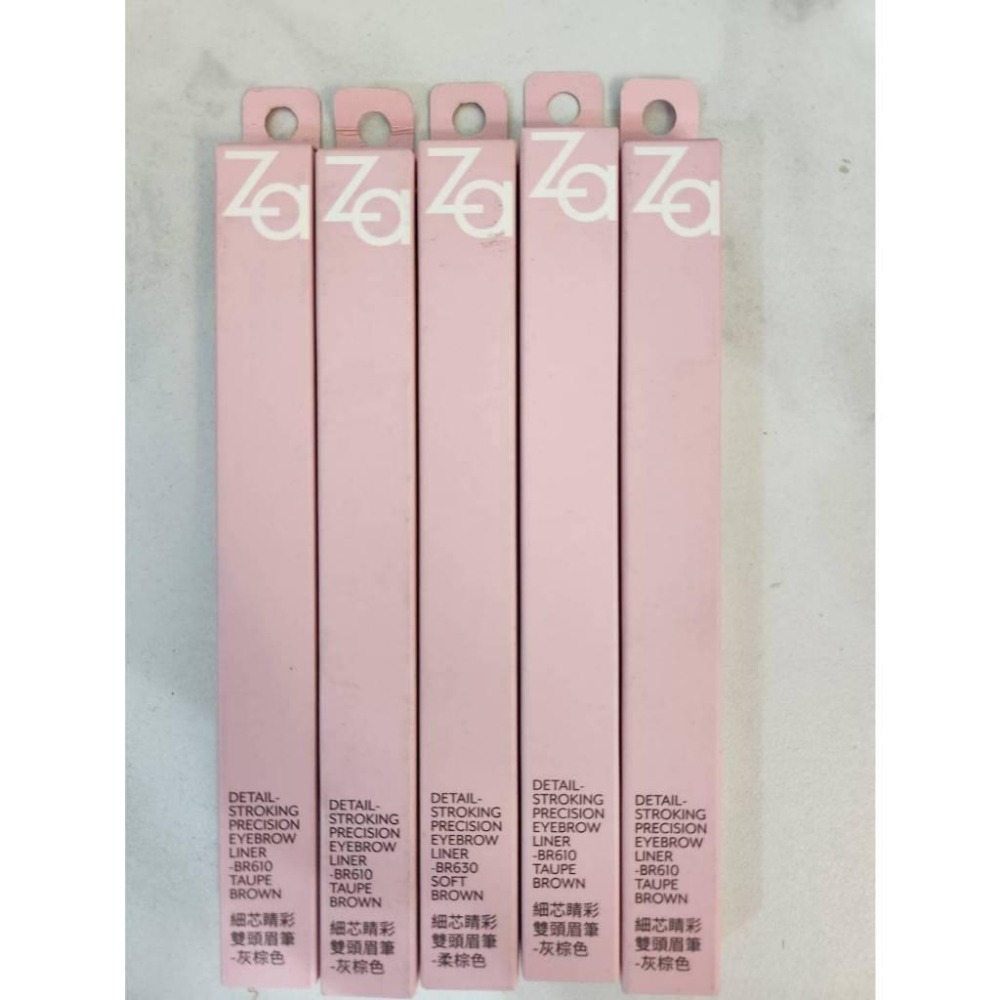 Za
DETAIL-
STROKING
PRECISION
EYEBROW
LINER
-BR610
TAUPE
BROWN
細芯睛彩
雙頭眉筆
-灰棕色
Za
DETAIL-
STROKING
PRECISION
EYEBROW
LINER
-BR610
TAUPE
BROWN
細芯睛彩
雙頭眉筆
-灰棕色
Za
DETAIL-
STROKING
PRECISION
EYEBROW
LINER
-BR630
SOFT
BROWN
細芯睛彩
雙頭眉筆
-柔棕色
Za
DETAIL-
STROKING
PRECISION
EYEBROW
LINER
-BR610
TAUPE
BROWN
細芯睛彩
雙頭眉筆
-灰棕色
Za
DETAIL-
STROKING
PRECISION
EYEBROW
LINER
-BR610
TAUPE
BROWN
細芯睛彩
雙頭眉筆
-灰棕色